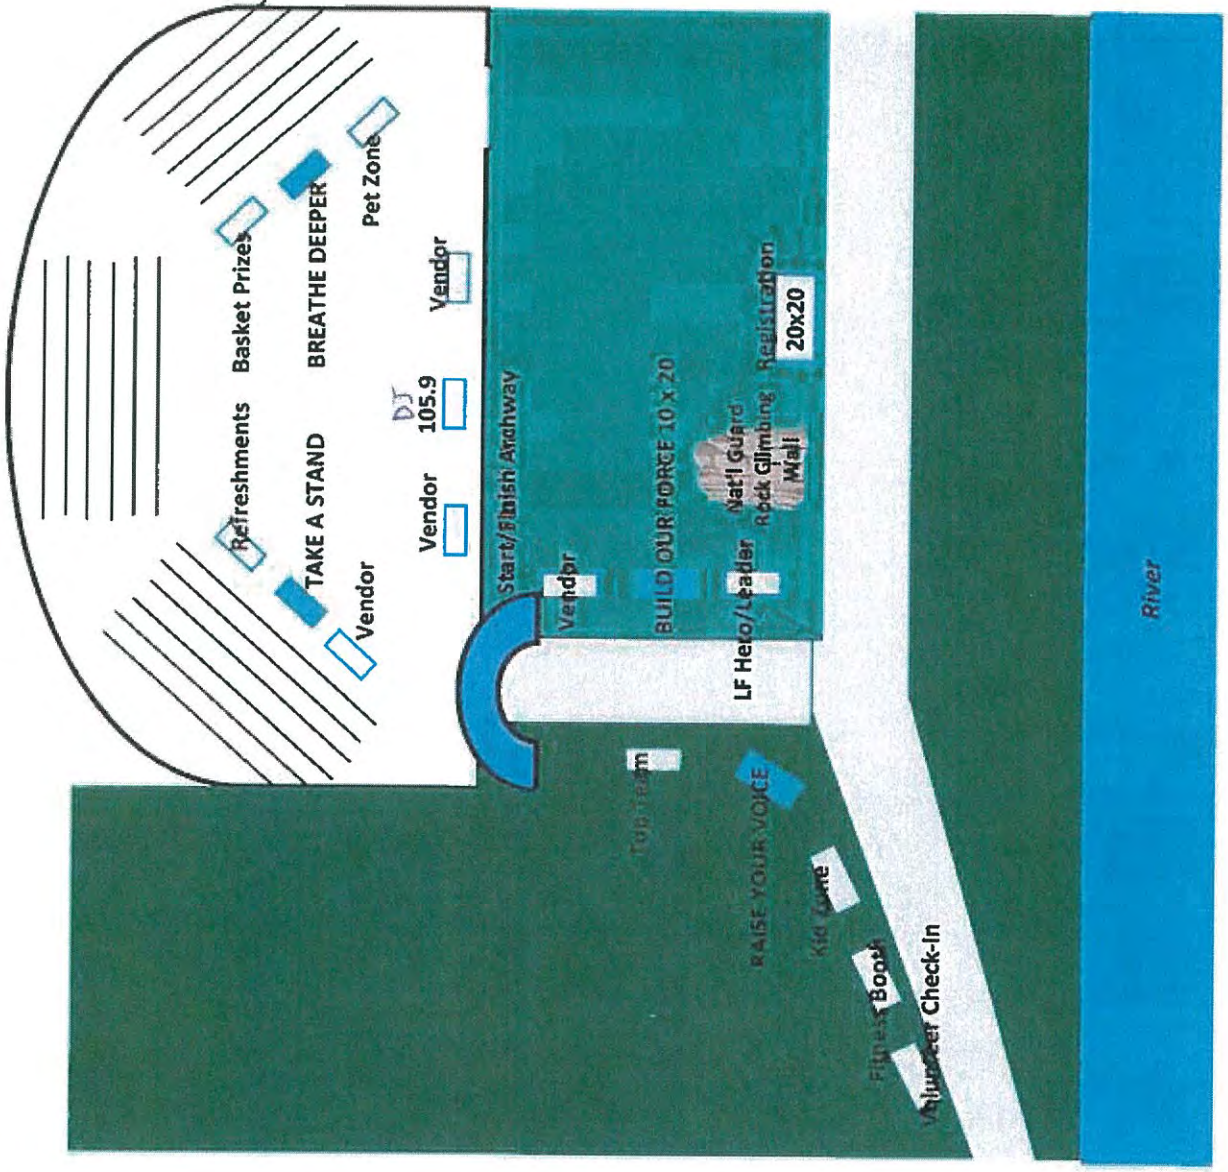 Refreshments
Basket Prizes
TAKE A STAND
BREATHE DEEPER
Pet Zone
Vendor
DJ
105.9
Vendor
Vendor
Start/Finish Archway
Vendor
BUILD OUR FORCE 10 x 20
LF Hero/Leader
Nat'l Guard
Rock Climbing
Wall
Registration
20x20
Top Team
RAISE YOUR VOICE
Kid Zone
Fitness Booth
Volunteer Check-In
River